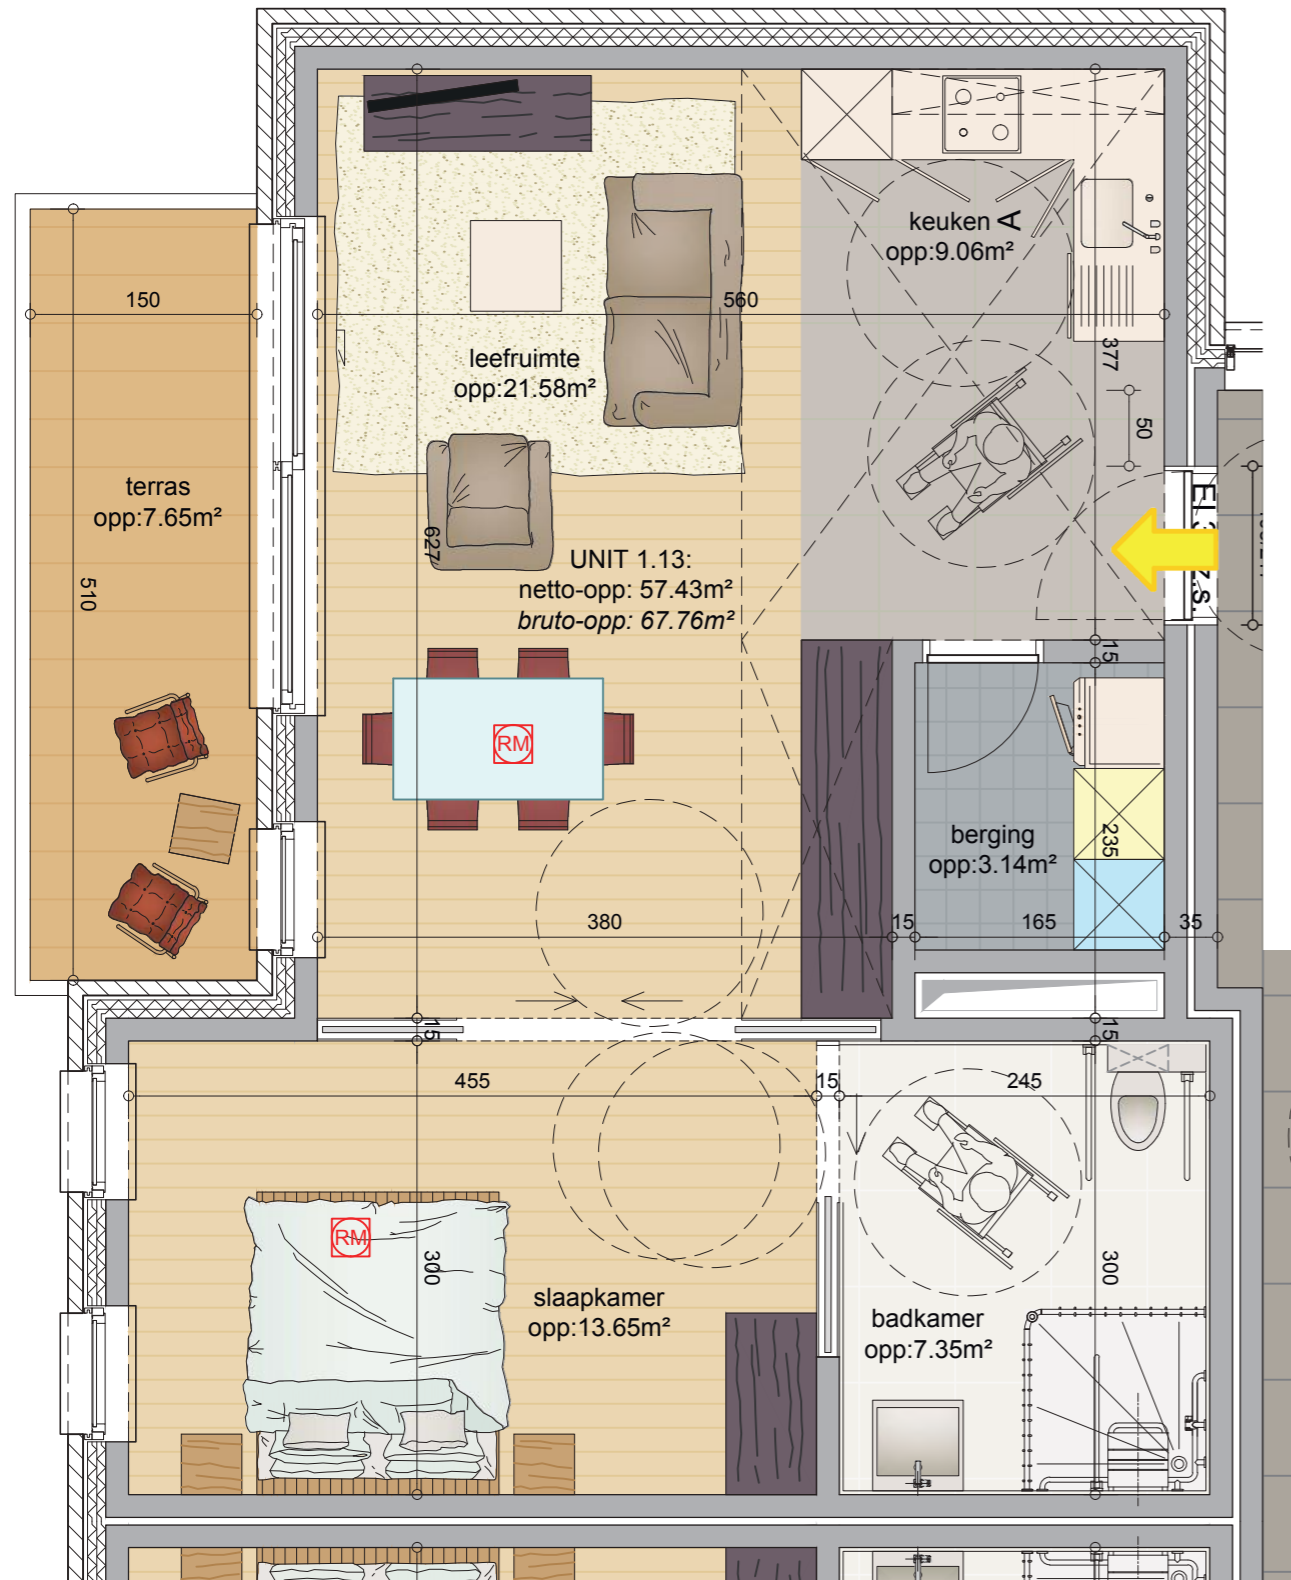 keuken A
opp:9.06m²
150
560
leefruimte
opp:21.58m²
377
50
terras
opp:7.65m²
510
627
UNIT 1.13:
netto-opp: 57.43m²
bruto-opp: 67.76m²
15
RM
berging
opp:3.14m²
235
380
15
165
35
15
15
455
15
245
RM
300
300
slaapkamer
opp:13.65m²
badkamer
opp:7.35m²